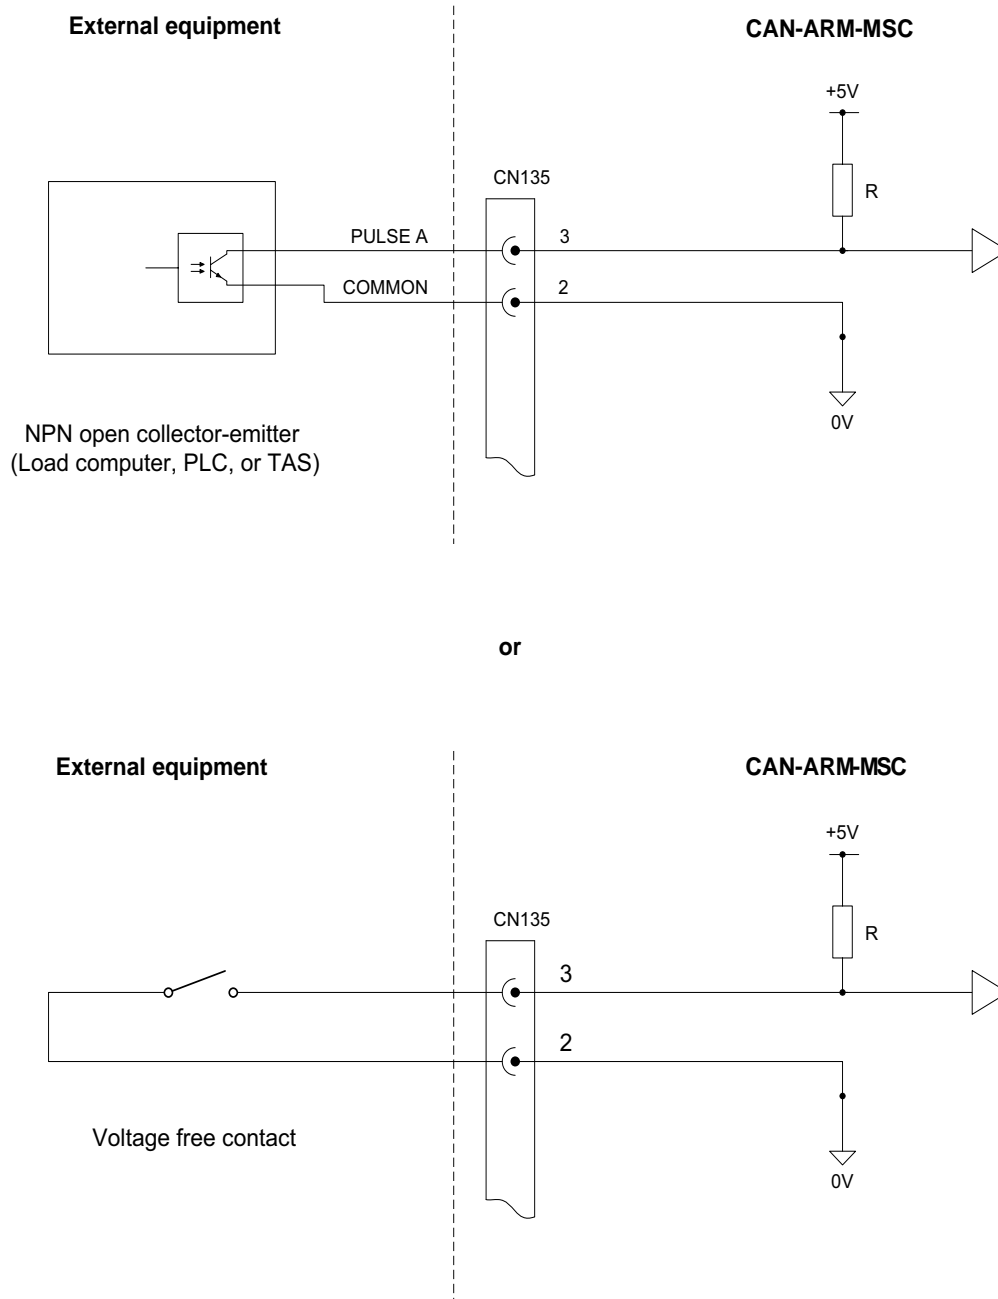 External equipment
CAN-ARM-MSC
+5V
CN135
R
PULSE A
3
COMMON
2
0V
NPN open collector-emitter
(Load computer, PLC, or TAS)
or
External equipment
CAN-ARM-MSC
+5V
CN135
R
3
2
Voltage free contact
0V